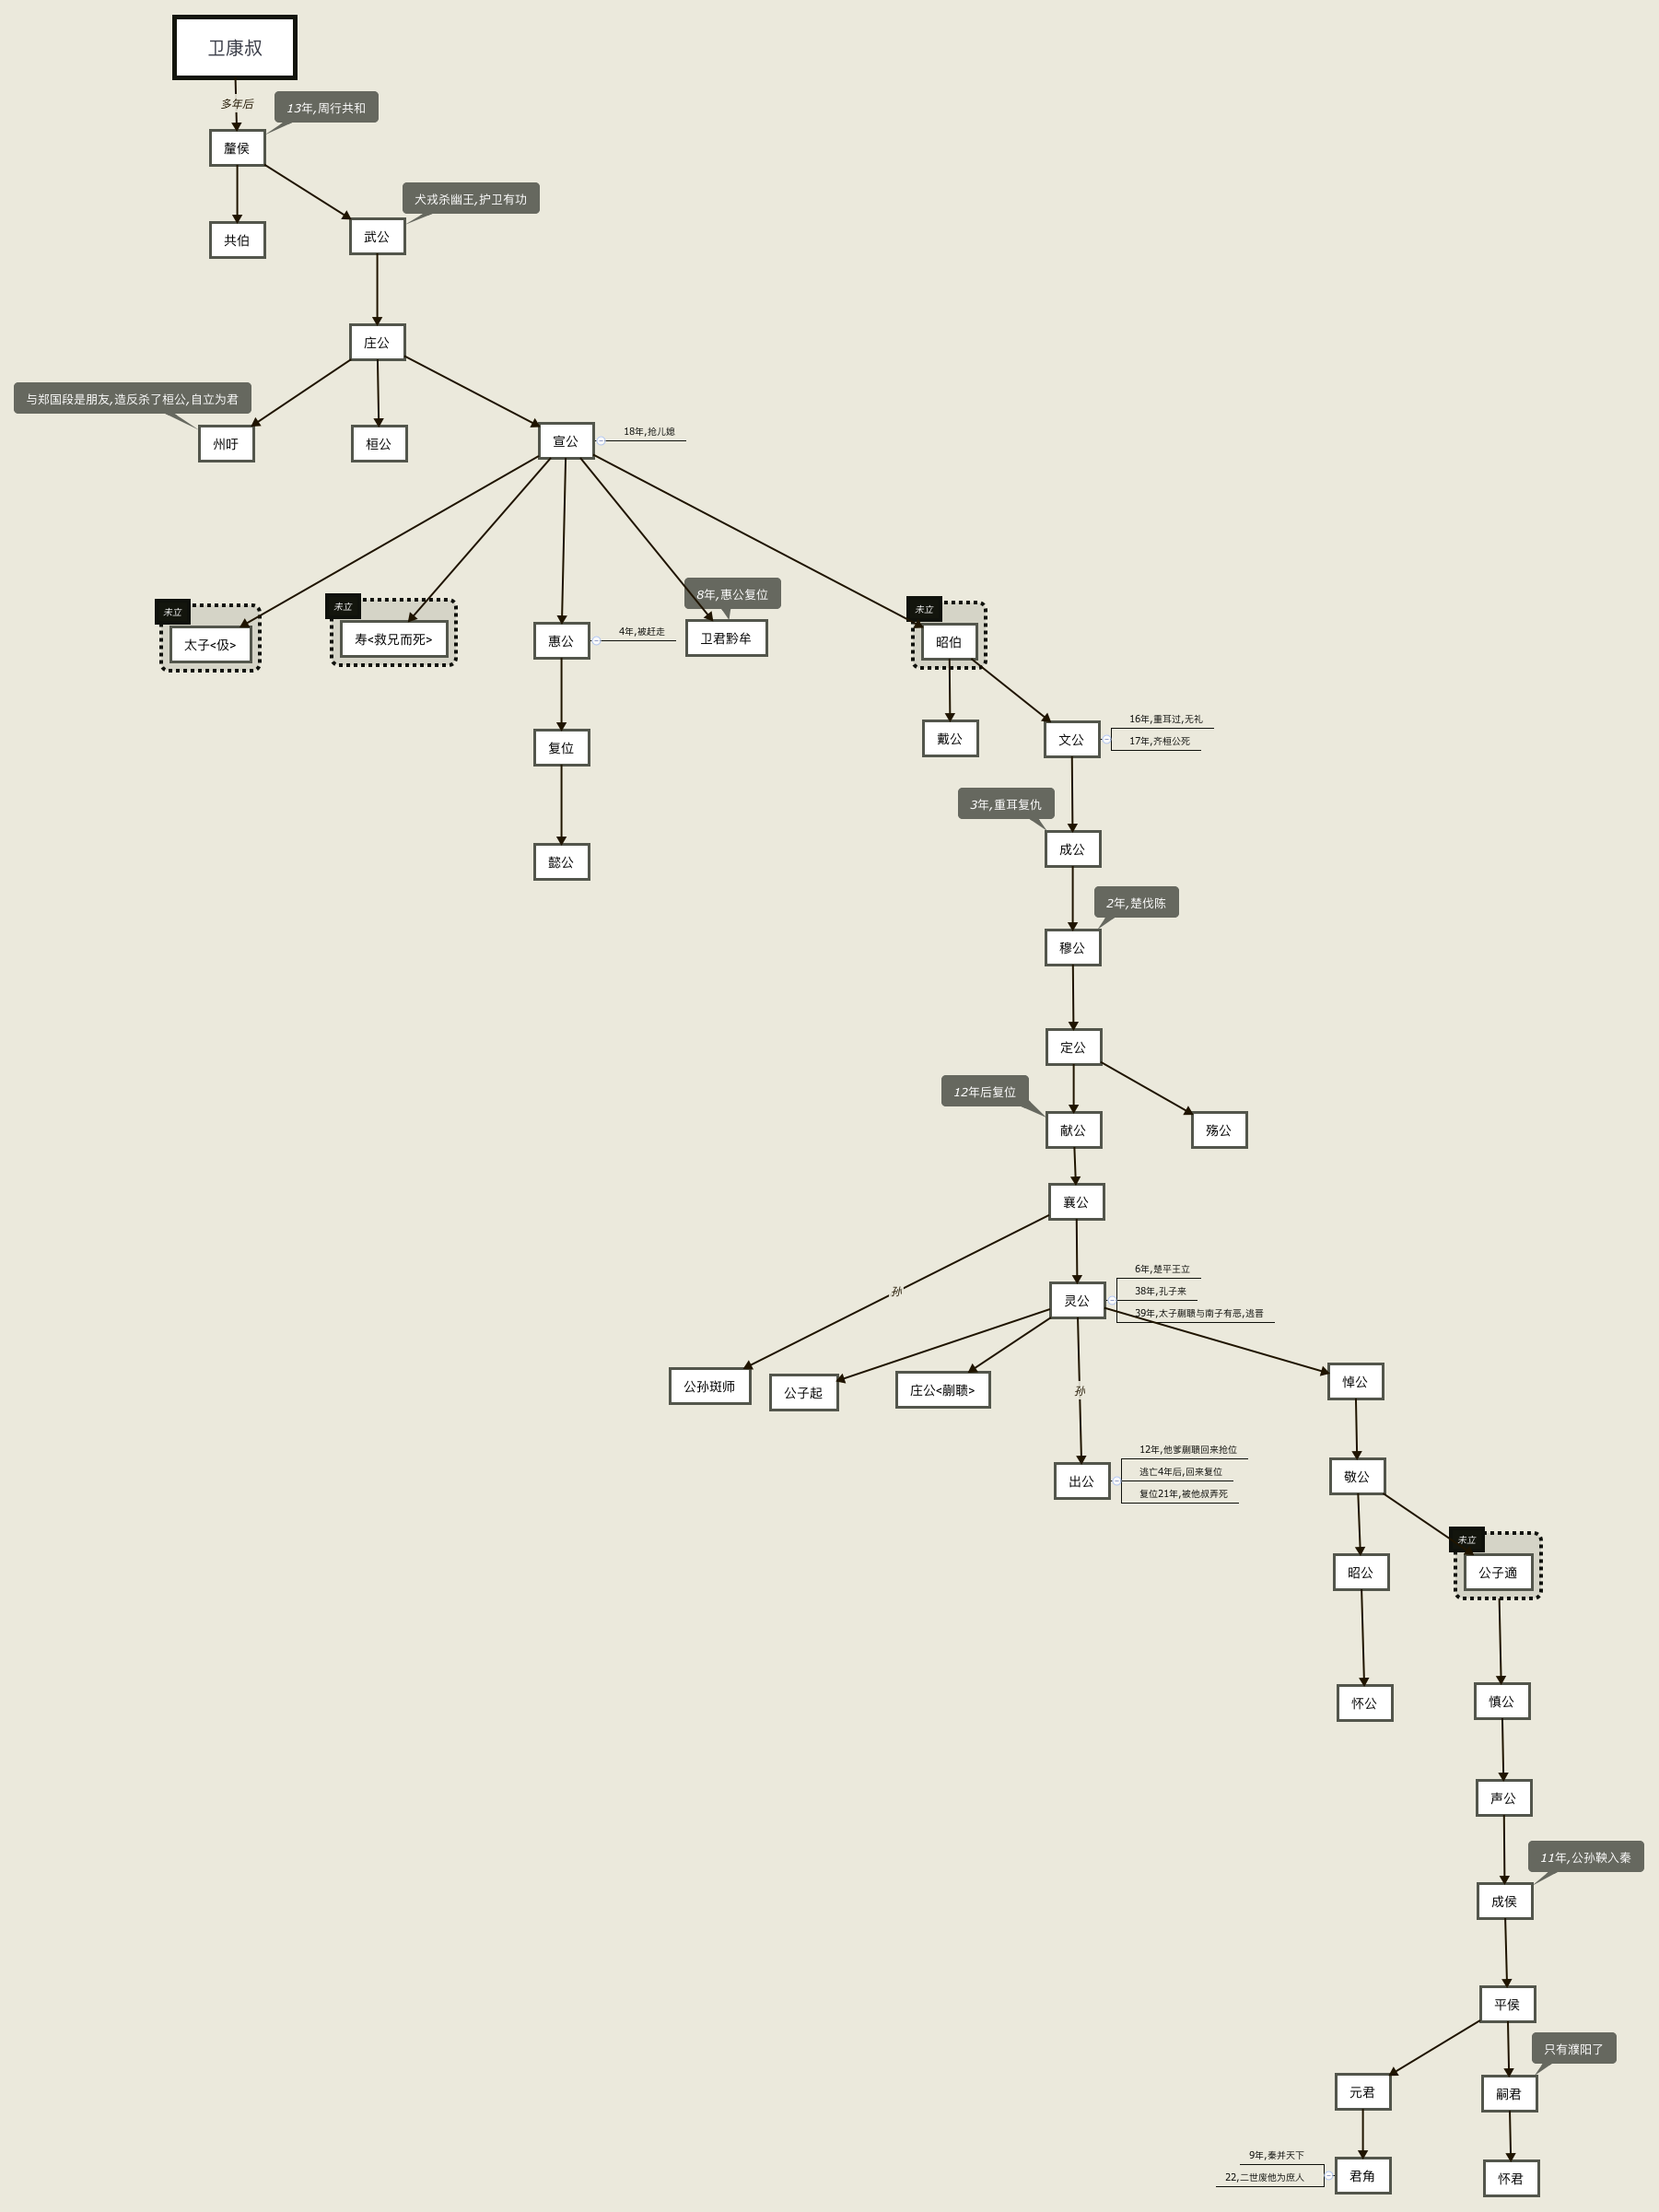 卫康叔
多年后
13年,周行共和
釐侯
犬戎杀幽王,护卫有功
共伯
武公
庄公
与郑国段是朋友,造反杀了桓公,自立为君
州吁
桓公
宣公
18年,抢儿媳
未立
太子<伋>
未立
寿<救兄而死>
惠公
4年,被赶走
8年,惠公复位
卫君黔牟
未立
昭伯
复位
戴公
文公
16年,重耳过,无礼
17年,齐桓公死
3年,重耳复仇
成公
懿公
2年,楚伐陈
穆公
定公
12年后复位
献公
殇公
襄公
孙
灵公
6年,楚平王立
38年,孔子来
39年,太子蒯聩与南子有恶,逃晋
公孙斑师
公子起
庄公<蒯聩>
孙
悼公
出公
12年,他爹蒯聩回来抢位
逃亡4年后,回来复位
复位21年,被他叔弄死
敬公
昭公
未立
公子適
怀公
慎公
声公
11年,公孙鞅入秦
成侯
平侯
只有濮阳了
元君
嗣君
9年,秦并天下
22,二世废他为庶人
君角
怀君